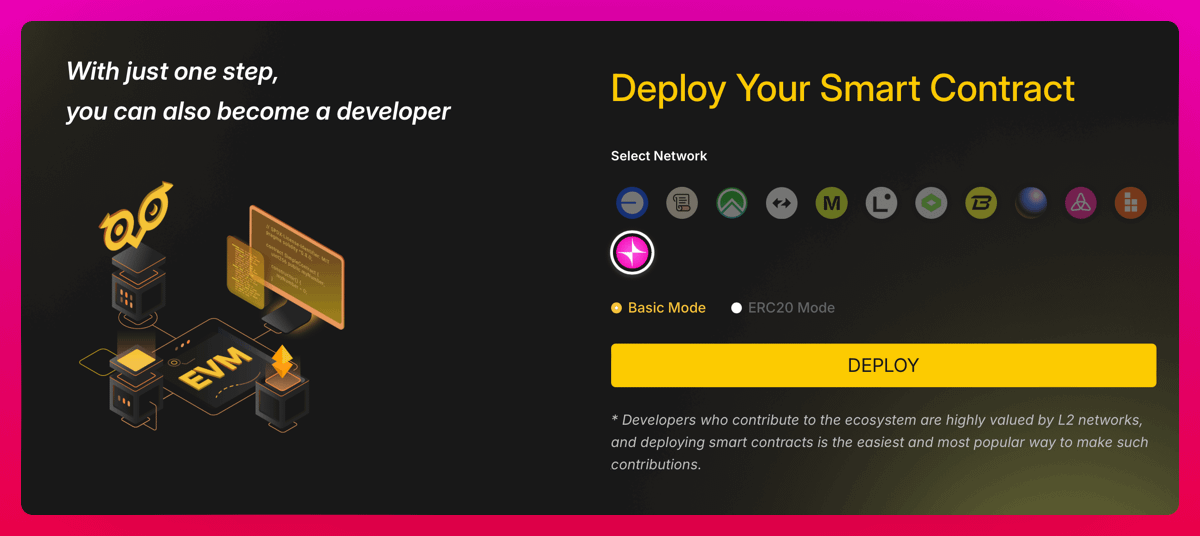 With just one step,
you can also become a developer
Deploy Your Smart Contract
Select Network
M
L
B
Basic Mode
ERC20 Mode
DEPLOY
* Developers who contribute to the ecosystem are highly valued by L2 networks,
and deploying smart contracts is the easiest and most popular way to make such
contributions.
EVM